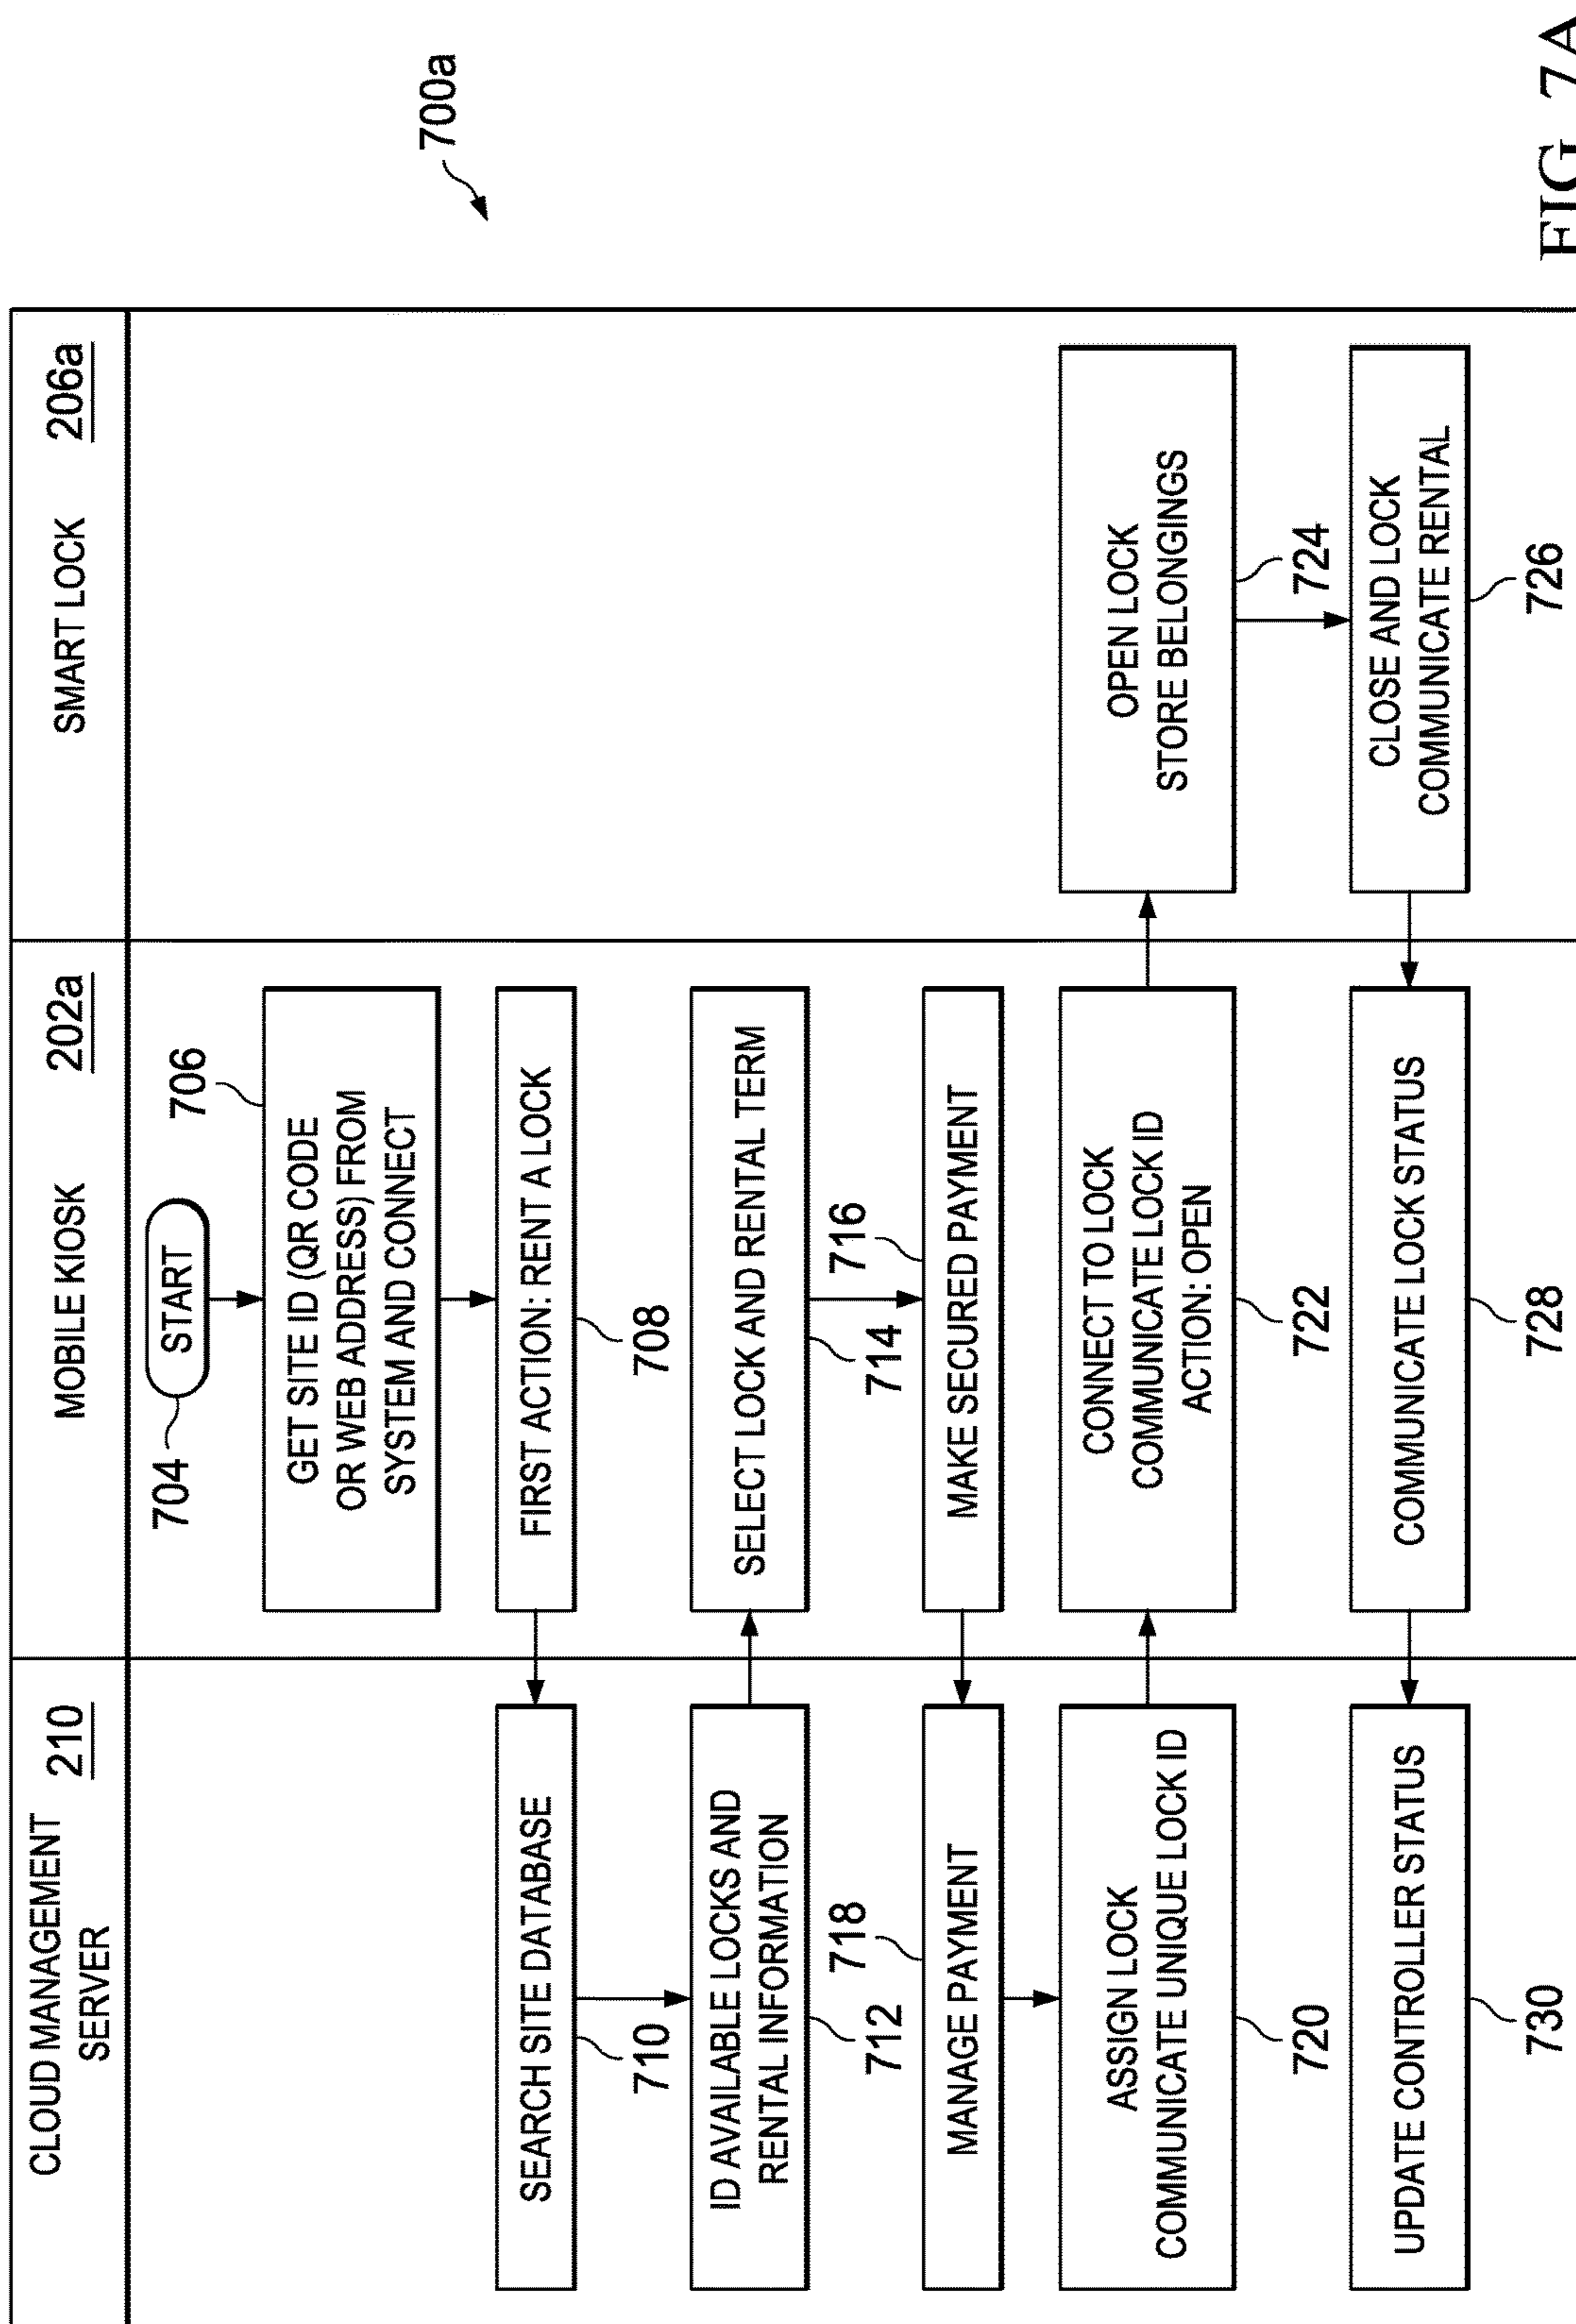 CLOUD MANAGEMENT
SERVER
210
MOBILE KIOSK
202a
SMART LOCK
206a
700a
704
START
706
GET SITE ID (QR CODE
OR WEB ADDRESS) FROM
SYSTEM AND CONNECT
FIRST ACTION: RENT A LOCK
708
SEARCH SITE DATABASE
710
ID AVAILABLE LOCKS AND
RENTAL INFORMATION
712
SELECT LOCK AND RENTAL TERM
714
716
MAKE SECURED PAYMENT
718
MANAGE PAYMENT
ASSIGN LOCK
COMMUNICATE UNIQUE LOCK ID
720
CONNECT TO LOCK
COMMUNICATE LOCK ID
ACTION: OPEN
722
OPEN LOCK
STORE BELONGINGS
724
CLOSE AND LOCK
COMMUNICATE RENTAL
726
COMMUNICATE LOCK STATUS
728
UPDATE CONTROLLER STATUS
730
FIG. 7A